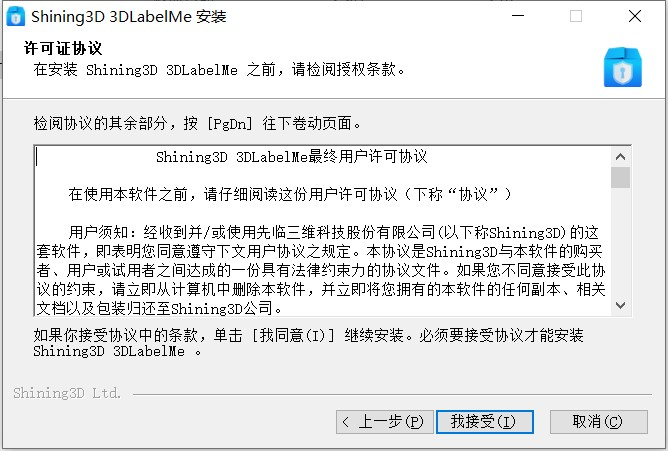 Shining3D 3DLabelMe 安装
许可证协议
在安装 Shining3D 3DLabelMe 之前，请检阅授权条款。
检阅协议的其余部分，按 [PgDn] 往下卷动页面。
Shining3D 3DLabelMe最终用户许可协议
在使用本软件之前，请仔细阅读这份用户许可协议（下称“协议”）
用户须知：经收到并/或使用先临三维科技股份有限公司(以下称Shining3D)的这
套软件，即表明您同意遵守下文用户协议之规定。本协议是Shining3D与本软件的购买
者、用户或试用者之间达成的一份具有法律约束力的协议文件。如果您不同意接受此协
议的约束，请立即从计算机中删除本软件，并立即将您拥有的本软件的任何副本、相关
文档以及包装归还至Shining3D公司。
如果你接受协议中的条款，单击 [我同意(I)] 继续安装。必须要接受协议才能安装
Shining3D 3DLabelMe 。
Shining3D Ltd.
< 上一步(P)
我接受(I)
取消(C)